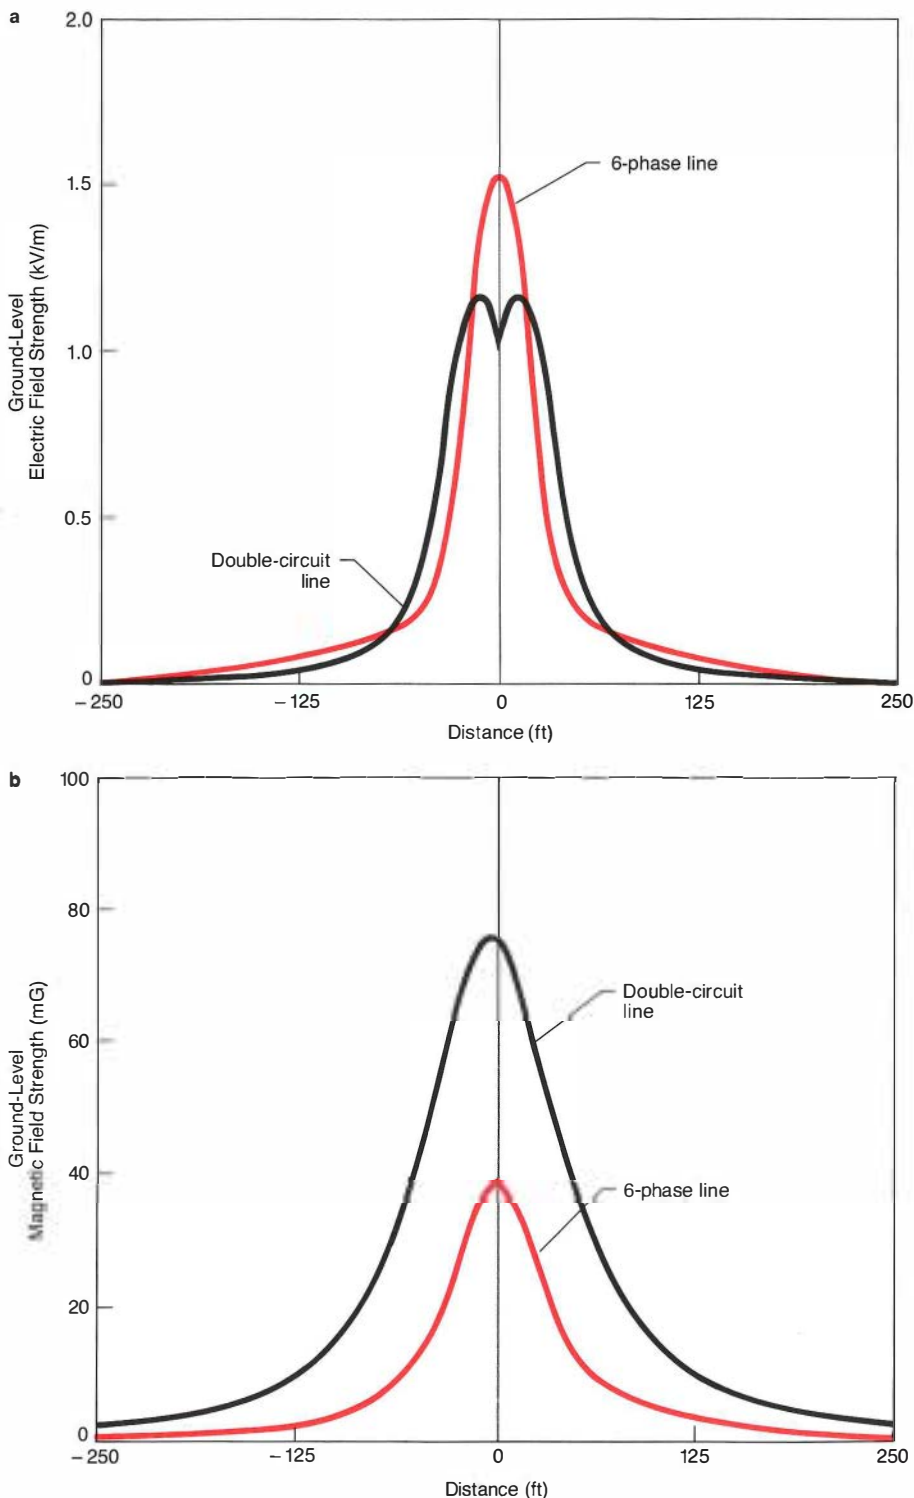 a
2.0
1.5
1.0
0.5
0
Ground-Level
Electric Field Strength (kV/m)
6-phase line
Double-circuit
line
−250
−125
0
125
250
Distance (ft)
b
100
80
60
40
20
0
Ground-Level
Magnetic Field Strength (mG)
Double-circuit
line
6-phase line
−250
−125
0
125
250
Distance (ft)